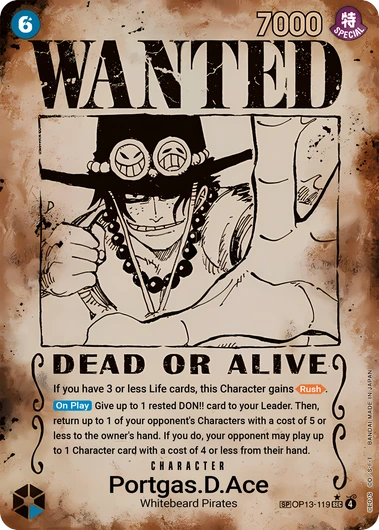 6
7000
特
SPECIAL
WANTED
DEAD OR ALIVE
If you have 3 or less Life cards, this Character gains Rush.
On Play Give up to 1 rested DON!! card to your Leader. Then,
return up to 1 of your opponent's Characters with a cost of 5 or
less to the owner's hand. If you do, your opponent may play up
to 1 Character card with a cost of 4 or less from their hand.
CHARACTER
Portgas.D.Ace
Whitebeard Pirates
SP OP13-119 SEC 4
BANDAI MADE IN JAPAN